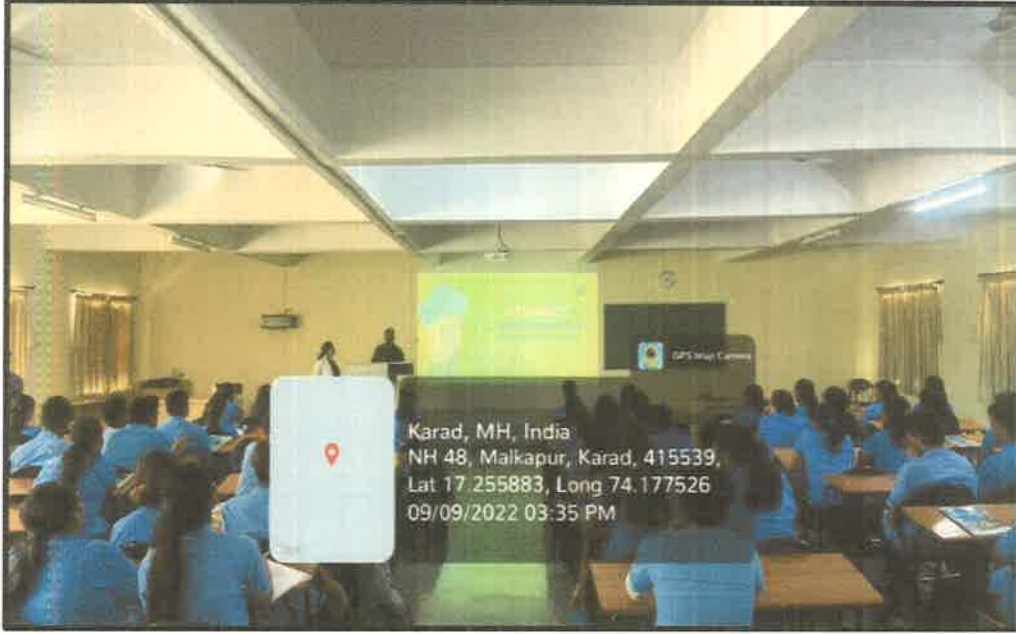 GPS Map Camera
Karad, MH, India
NH 48, Malkapur, Karad, 415539,
Lat 17.255883, Long 74.177526
09/09/2022 03:35 PM